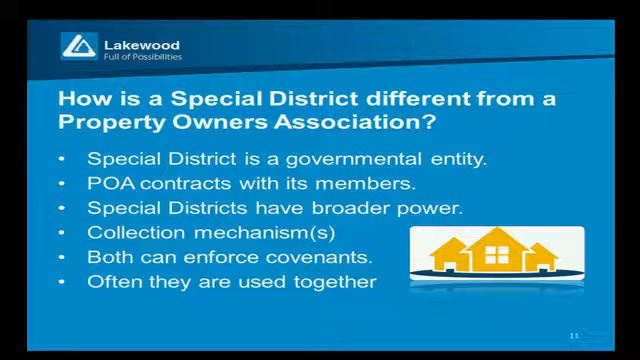 Lakewood
Full of Possibilities
How is a Special District different from a
Property Owners Association?
• Special District is a governmental entity.
• POA contracts with its members.
• Special Districts have broader power.
• Collection mechanism(s)
• Both can enforce covenants.
• Often they are used together
11